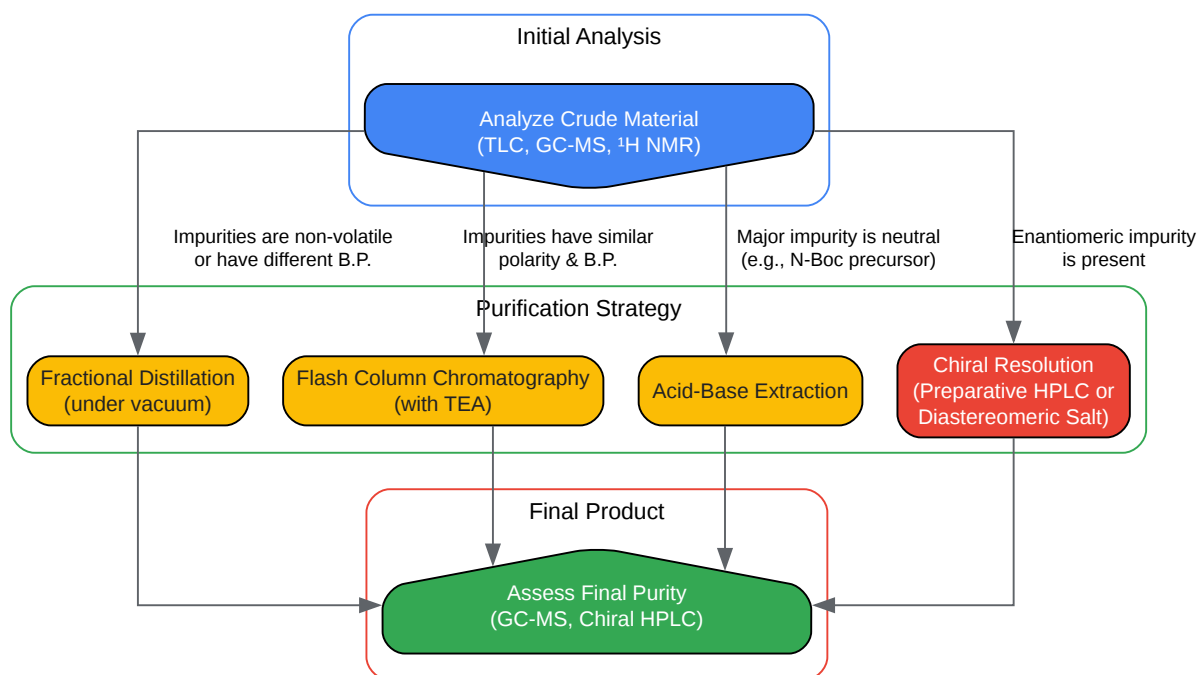 Initial Analysis
Analyze Crude Material
(TLC, GC-MS, ¹H NMR)
Impurities are non-volatile
or have different B.P.
Impurities have similar
polarity & B.P.
Major impurity is neutral
(e.g., N-Boc precursor)
Enantiomeric impurity
is present
Purification Strategy
Fractional Distillation
(under vacuum)
Flash Column Chromatography
(with TEA)
Acid-Base Extraction
Chiral Resolution
(Preparative HPLC or
Diastereomeric Salt)
Final Product
Assess Final Purity
(GC-MS, Chiral HPLC)